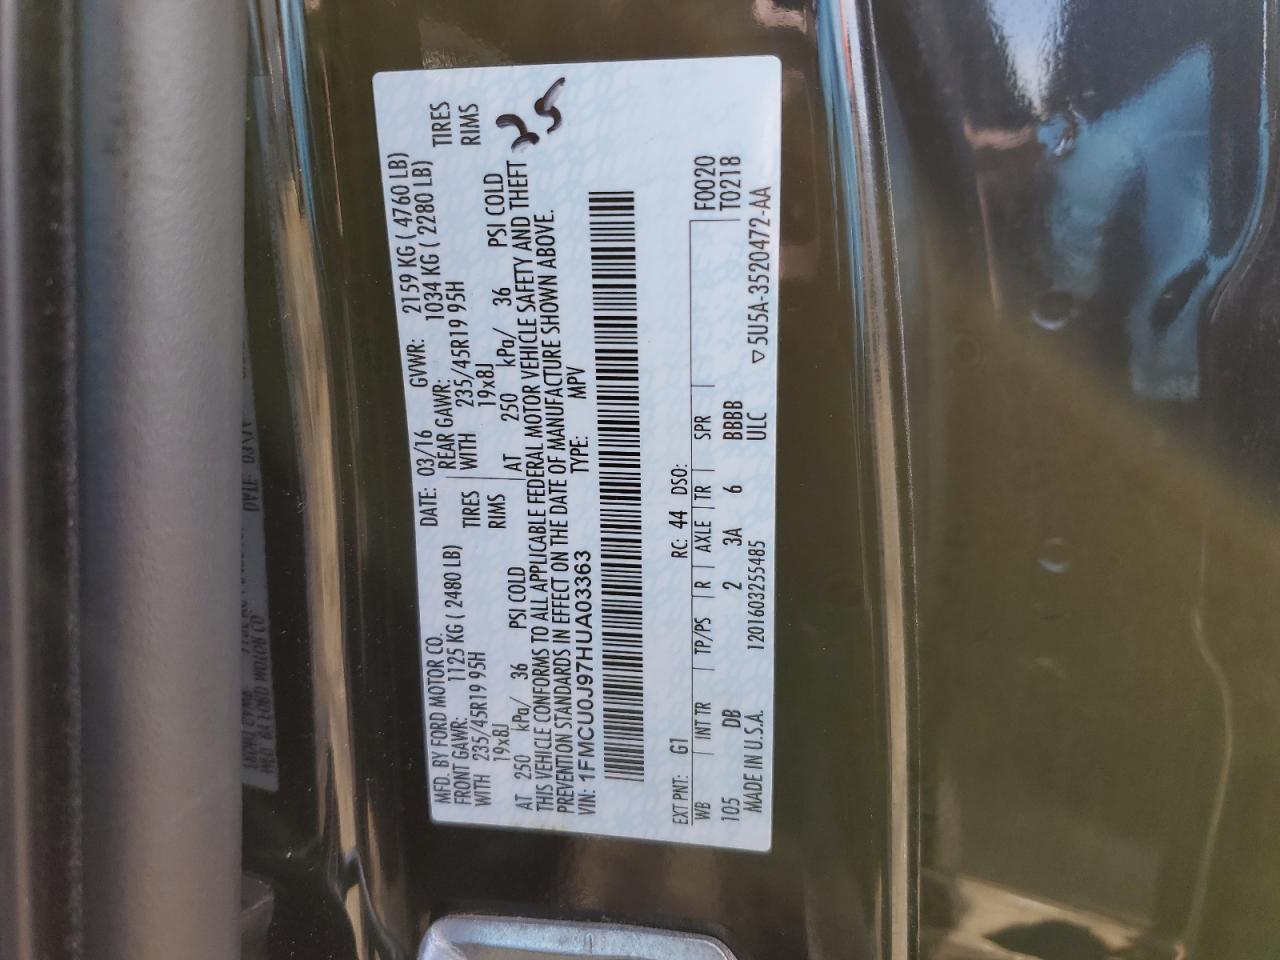 MFD. BY FORD MOTOR CO.
DATE: 03/16 GVWR: 2159 KG ( 4760 LB)
FRONT GAWR: 1125 KG ( 2480 LB) REAR GAWR: 1034 KG ( 2280 LB)
WITH 235/45R19 95H TIRES WITH 235/45R19 95H TIRES
19x8J RIMS 19x8J RIMS
AT 250 kPa/ 36 PSI COLD AT 250 kPa/ 36 PSI COLD
THIS VEHICLE CONFORMS TO ALL APPLICABLE FEDERAL MOTOR VEHICLE SAFETY AND THEFT
PREVENTION STANDARDS IN EFFECT ON THE DATE OF MANUFACTURE SHOWN ABOVE.
VIN: 1FMCU0J97HUA03363 TYPE: MPV
25
EXT PNT: G1 RC: 44 DSO:
WB INT TR TP/PS R AXLE TR SPR F0020
105 DB 2 3A 6 BBBB T0218
MADE IN U.S.A. 1201603255485 ULC
▽5U5A-3520472-AA